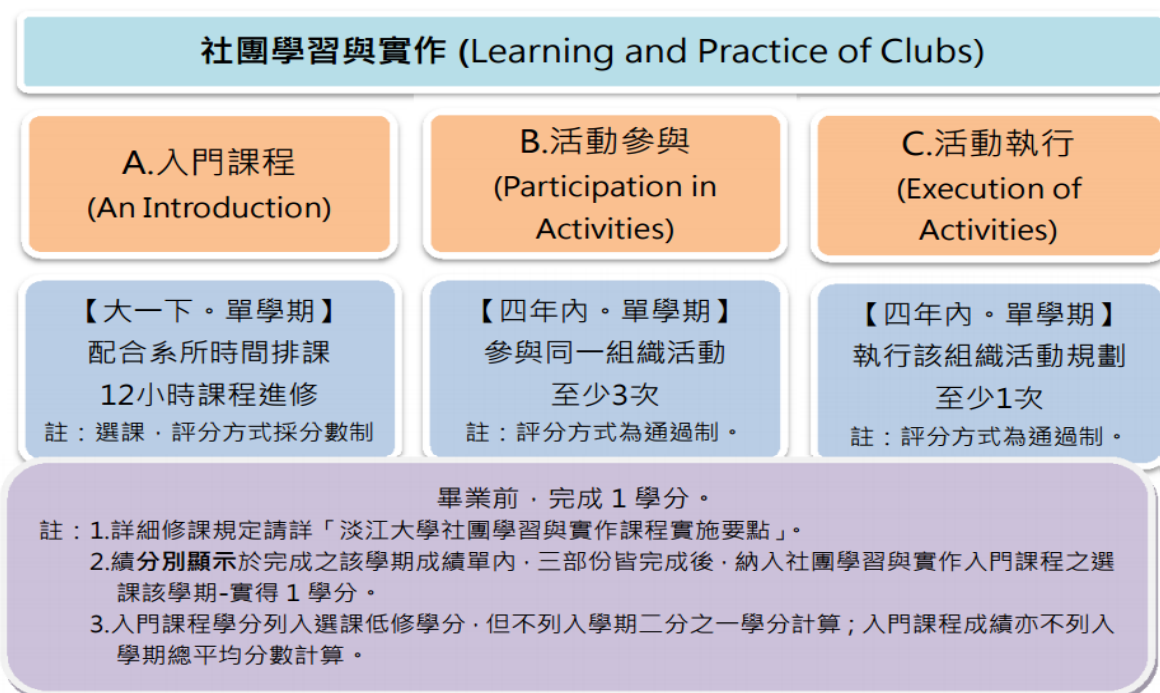 社團學習與實作 (Learning and Practice of Clubs)
A.入門課程
(An Introduction)
B.活動參與
(Participation in
Activities)
C.活動執行
(Execution of
Activities)
【大一下。單學期】
配合系所時間排課
12小時課程進修
註：選課，評分方式採分數制
【四年內。單學期】
參與同一組織活動
至少3次
註：評分方式為通過制。
【四年內。單學期】
執行該組織活動規劃
至少1次
註：評分方式為通過制。
畢業前，完成 1 學分。
註：1.詳細修課規定請詳「淡江大學社團學習與實作課程實施要點」。
2.績分別顯示於完成之該學期成績單內，三部份皆完成後，納入社團學習與實作入門課程之選
課該學期-實得 1 學分。
3.入門課程學分列入選課低修學分，但不列入學期二分之一學分計算；入門課程成績亦不列入
學期總平均分數計算。